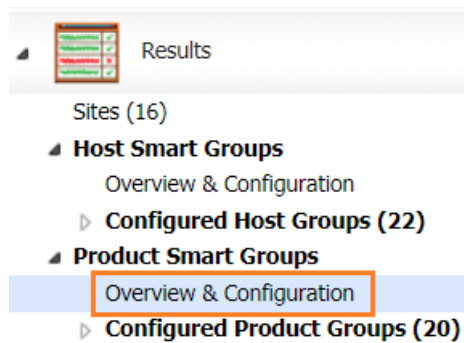 Results
Sites (16)
Host Smart Groups
Overview & Configuration
Configured Host Groups (22)
Product Smart Groups
Overview & Configuration
Configured Product Groups (20)